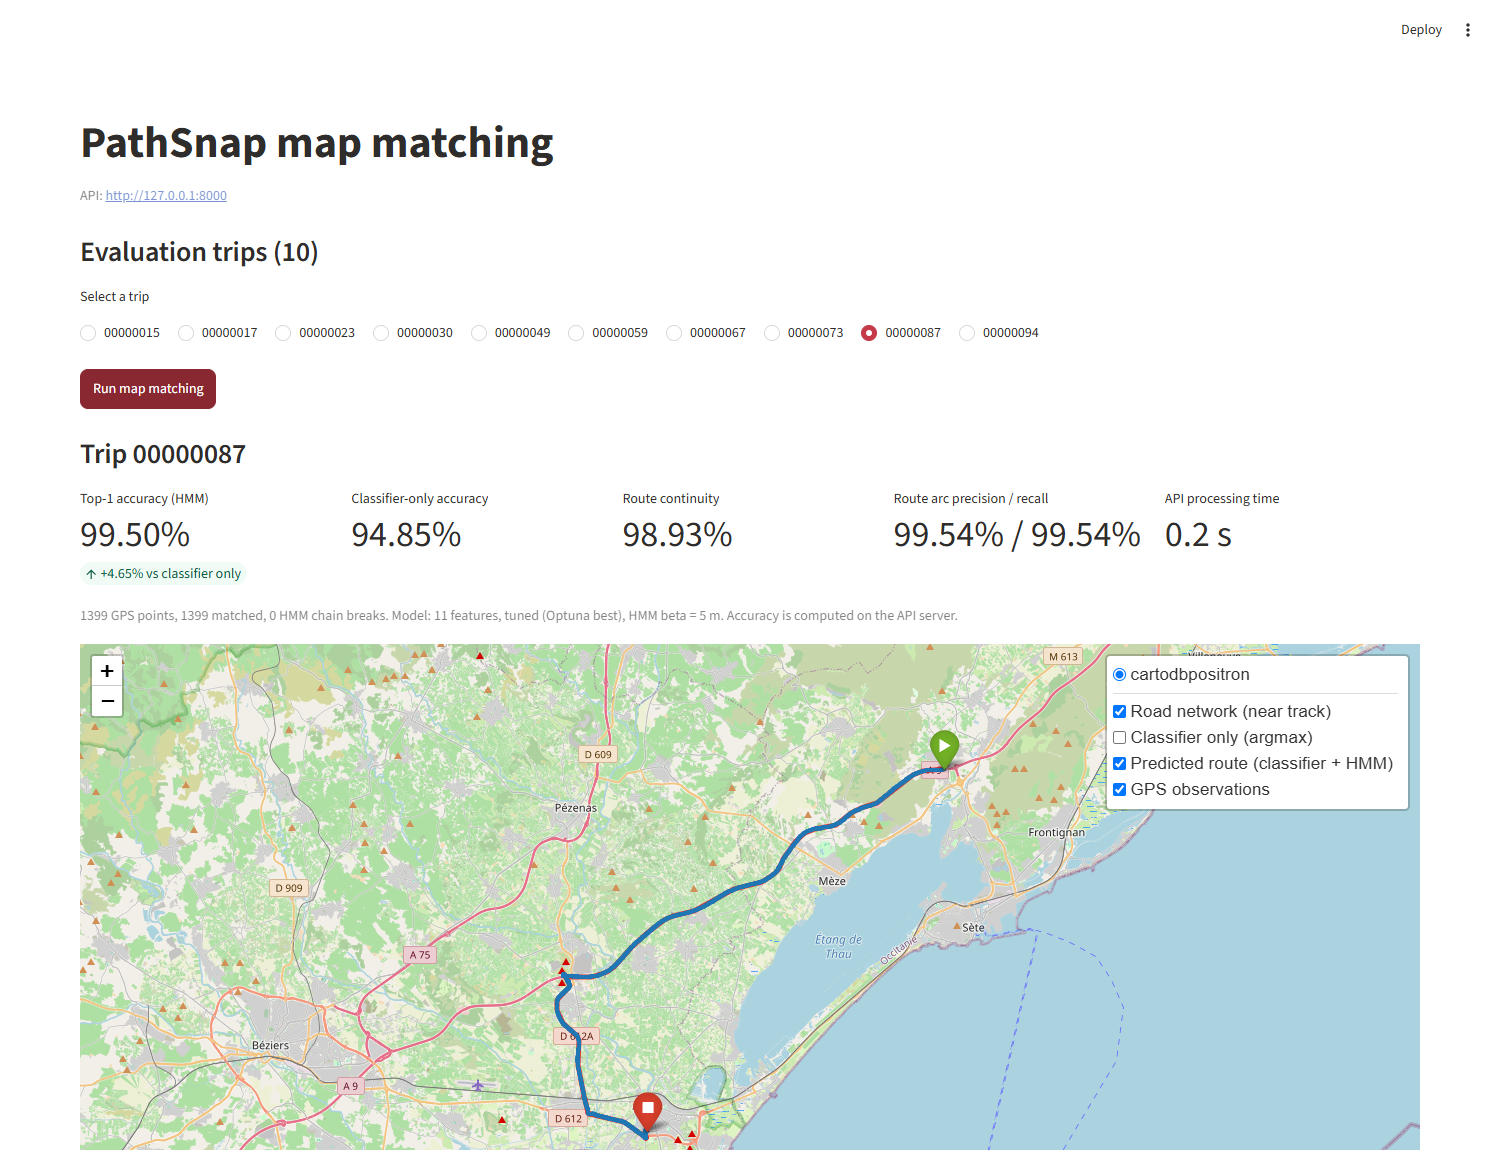 Deploy
PathSnap map matching
API: http://127.0.0.1:8000
Evaluation trips (10)
Select a trip
00000015 00000017 00000023 00000030 00000049 00000059 00000067 00000073 00000087 00000094
Run map matching
Trip 00000087
Top-1 accuracy (HMM) Classifier-only accuracy Route continuity Route arc precision / recall API processing time
99.50% 94.85% 98.93% 99.54% / 99.54% 0.2 s
↑ +4.65% vs classifier only
1399 GPS points, 1399 matched, 0 HMM chain breaks. Model: 11 features, tuned (Optuna best), HMM beta = 5 m. Accuracy is computed on the API server.
+
−
M 613
cartodbpositron
Road network (near track)
Classifier only (argmax)
Predicted route (classifier + HMM)
GPS observations
D 609
Pézenas
Frontignan
Mèze
D 909
Sète
Étang de
Thau
Occitanie
A 75
D 612A
Béziers
A 9
D 612